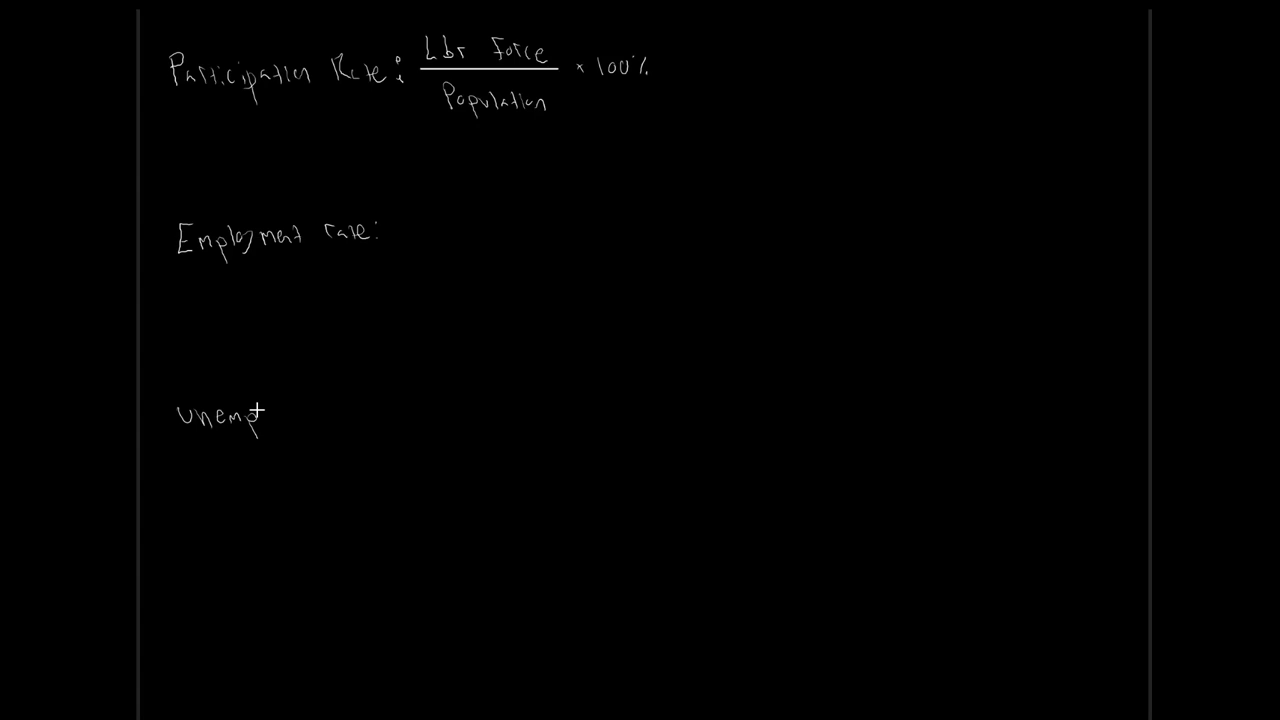 Participation Rate: Lbr Force / Population × 100%
Employment rate:
Unemp